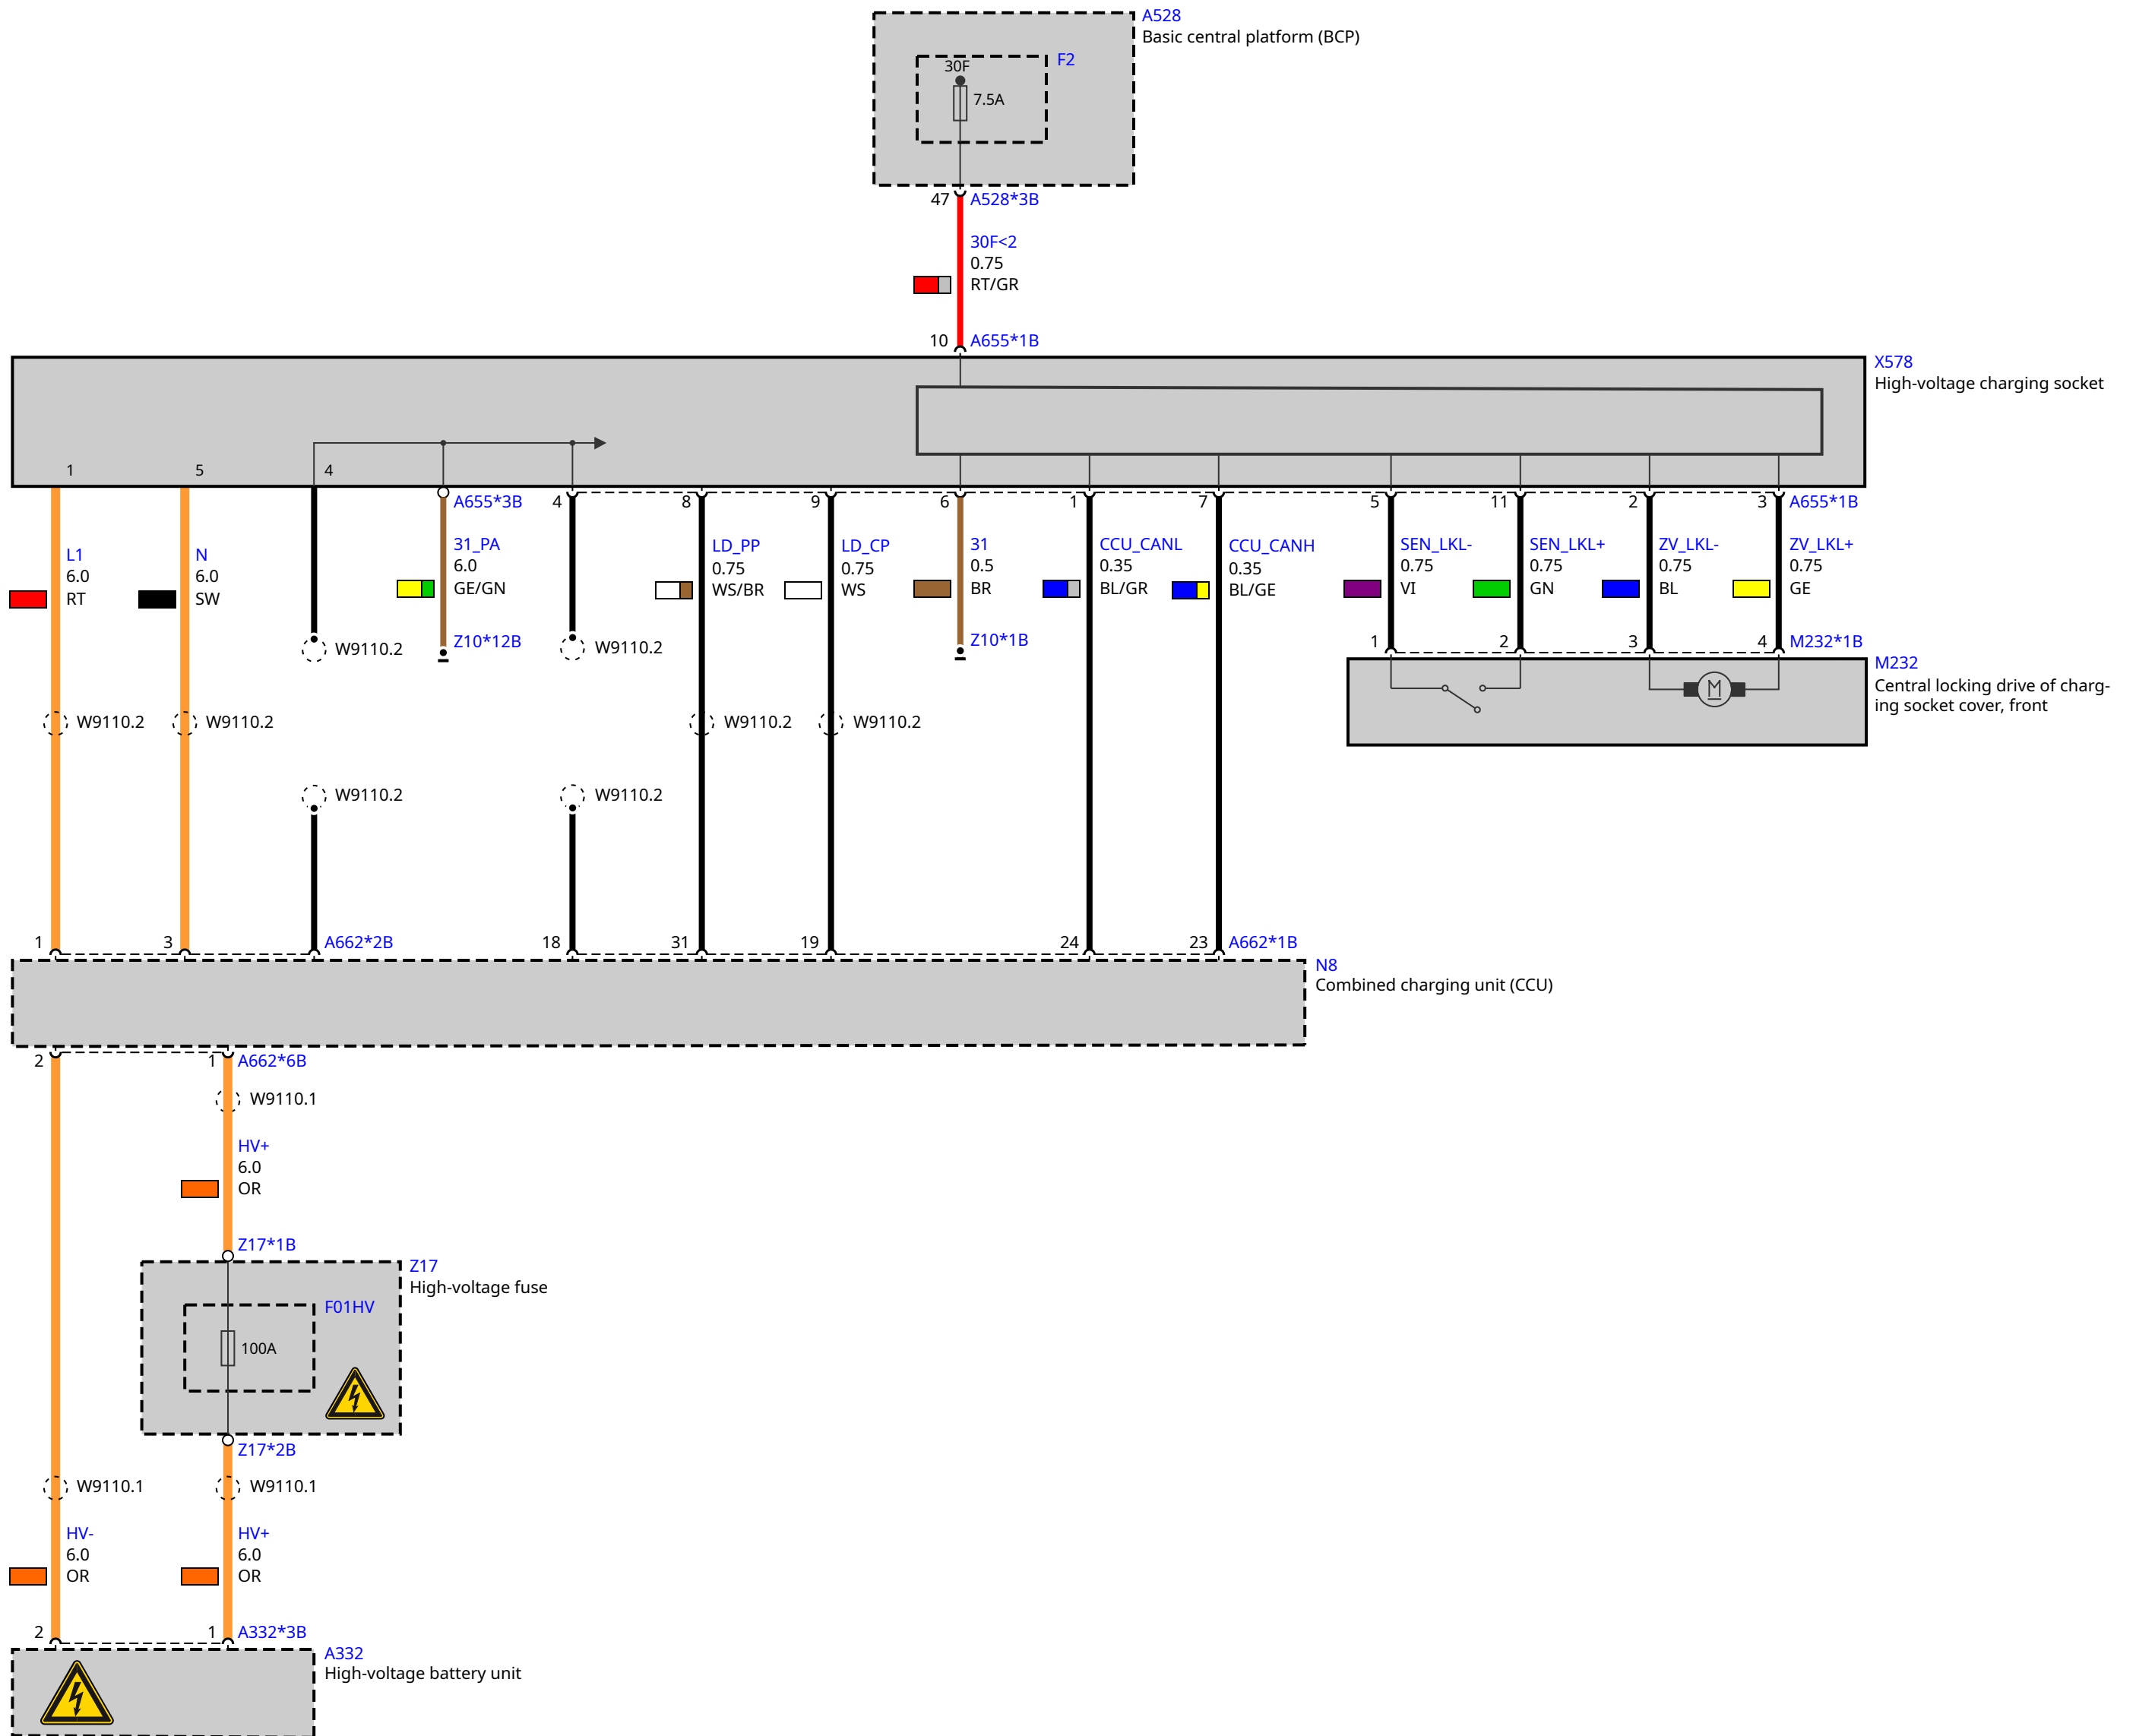 A528
Basic central platform (BCP)
F2
30F
7.5A
47
A528*3B
30F<2
0.75
RT/GR
10
A655*1B
X578
High-voltage charging socket
1
5
4
A655*3B
4
8
9
6
1
7
5
11
2
3
A655*1B
L1
6.0
RT
N
6.0
SW
31_PA
6.0
GE/GN
LD_PP
0.75
WS/BR
LD_CP
0.75
WS
31
0.5
BR
CCU_CANL
0.35
BL/GR
CCU_CANH
0.35
BL/GE
SEN_LKL-
0.75
VI
SEN_LKL+
0.75
GN
ZV_LKL-
0.75
BL
ZV_LKL+
0.75
GE
W9110.2
Z10*12B
W9110.2
Z10*1B
1
2
3
4
M232*1B
M232
Central locking drive of charg-
ing socket cover, front
M
W9110.2
W9110.2
W9110.2
W9110.2
W9110.2
W9110.2
1
3
A662*2B
18
31
19
24
23
A662*1B
N8
Combined charging unit (CCU)
2
1
A662*6B
W9110.1
HV+
6.0
OR
Z17*1B
Z17
High-voltage fuse
F01HV
100A
Z17*2B
W9110.1
W9110.1
HV-
6.0
OR
HV+
6.0
OR
2
1
A332*3B
A332
High-voltage battery unit